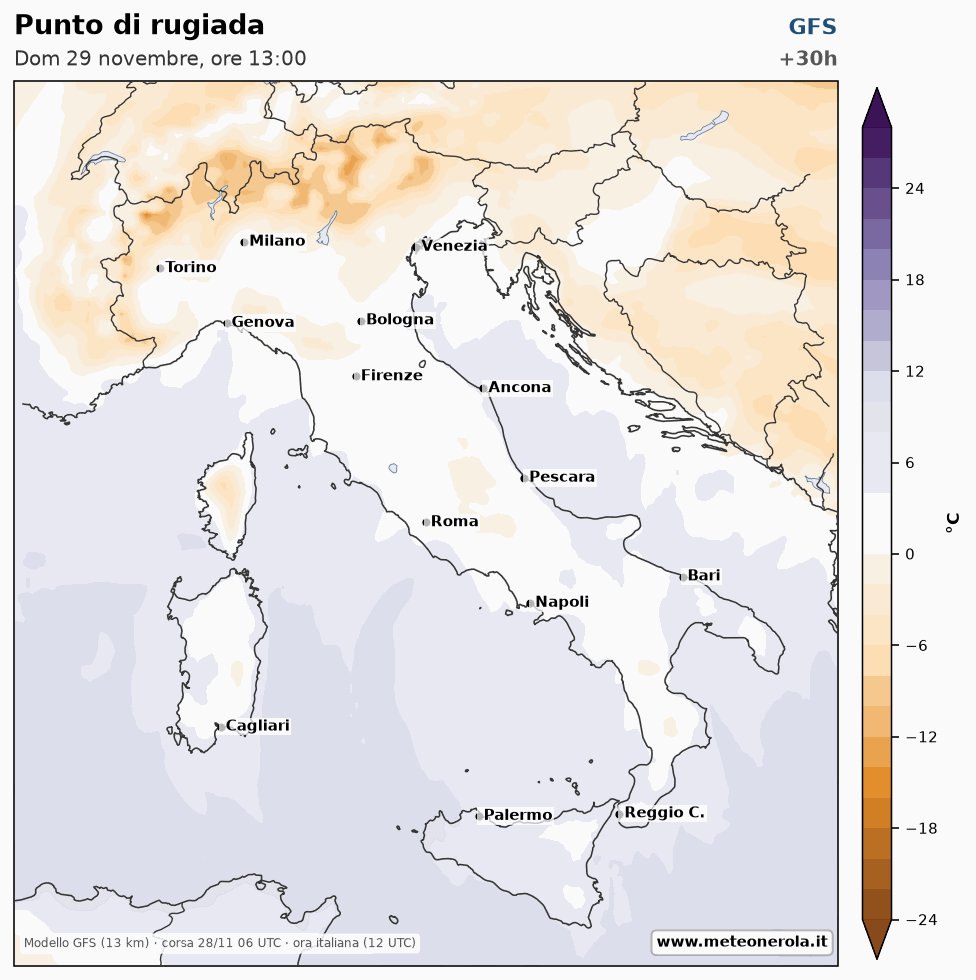 Punto di rugiada
GFS
Dom 29 novembre, ore 13:00
+30h
Milano
Venezia
Torino
Genova
Bologna
Firenze
Ancona
Pescara
Roma
Bari
Napoli
Cagliari
Palermo
Reggio C.
24
18
12
6
0
−6
−12
−18
−24
°C
Modello GFS (13 km) · corsa 28/11 06 UTC · ora italiana (12 UTC)
www.meteonerola.it